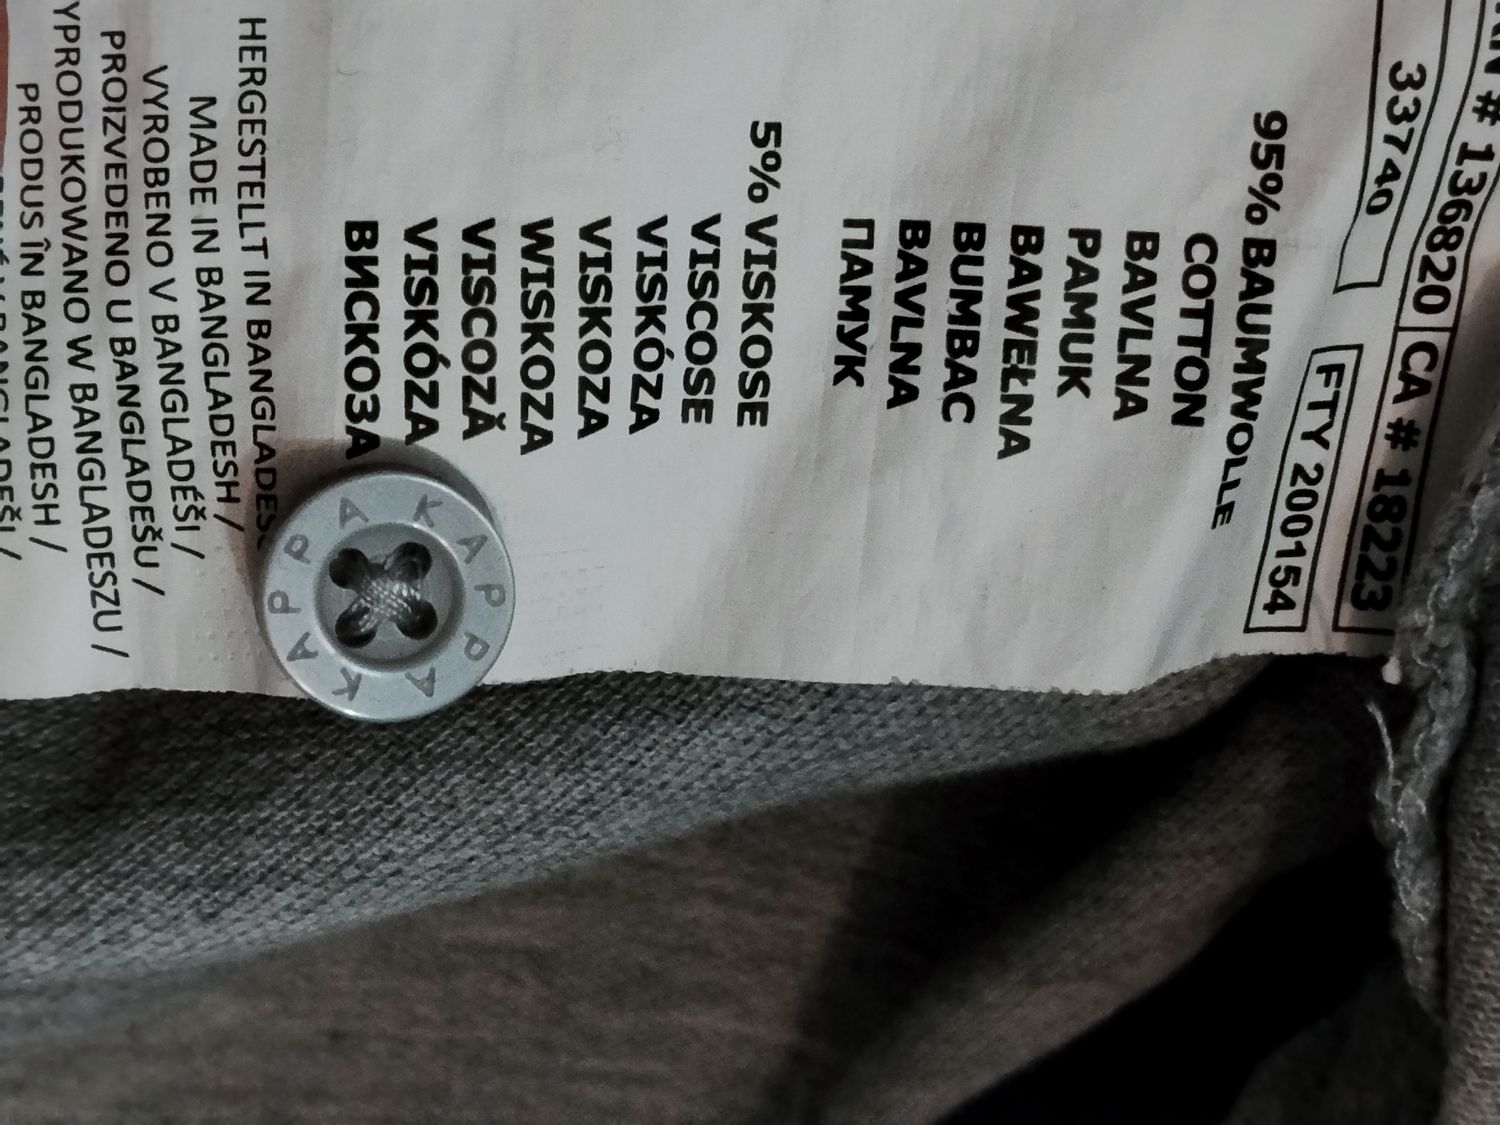 # 136820 CA # 18223
33740
FTY 200154
95% BAUMWOLLE
COTTON
BAVLNA
PAMUK
BAWEŁNA
BUMBAC
BAVLNA
ПАМУК
5% VISKOSE
VISCOSE
VISKÓZA
VISKOZA
WISKOZA
VISCOZĂ
VISKÓZA
ВИСКОЗА
HERGESTELLT IN
MADE IN BANGLADESH /
VYROBENO V BANGLADÉŠI /
PROIZVEDENO U BANGLADEŠU /
WYPRODUKOWANO W BANGLADESZU /
PRODUS ÎN BANGLADESH /
KAPPA KAPPA